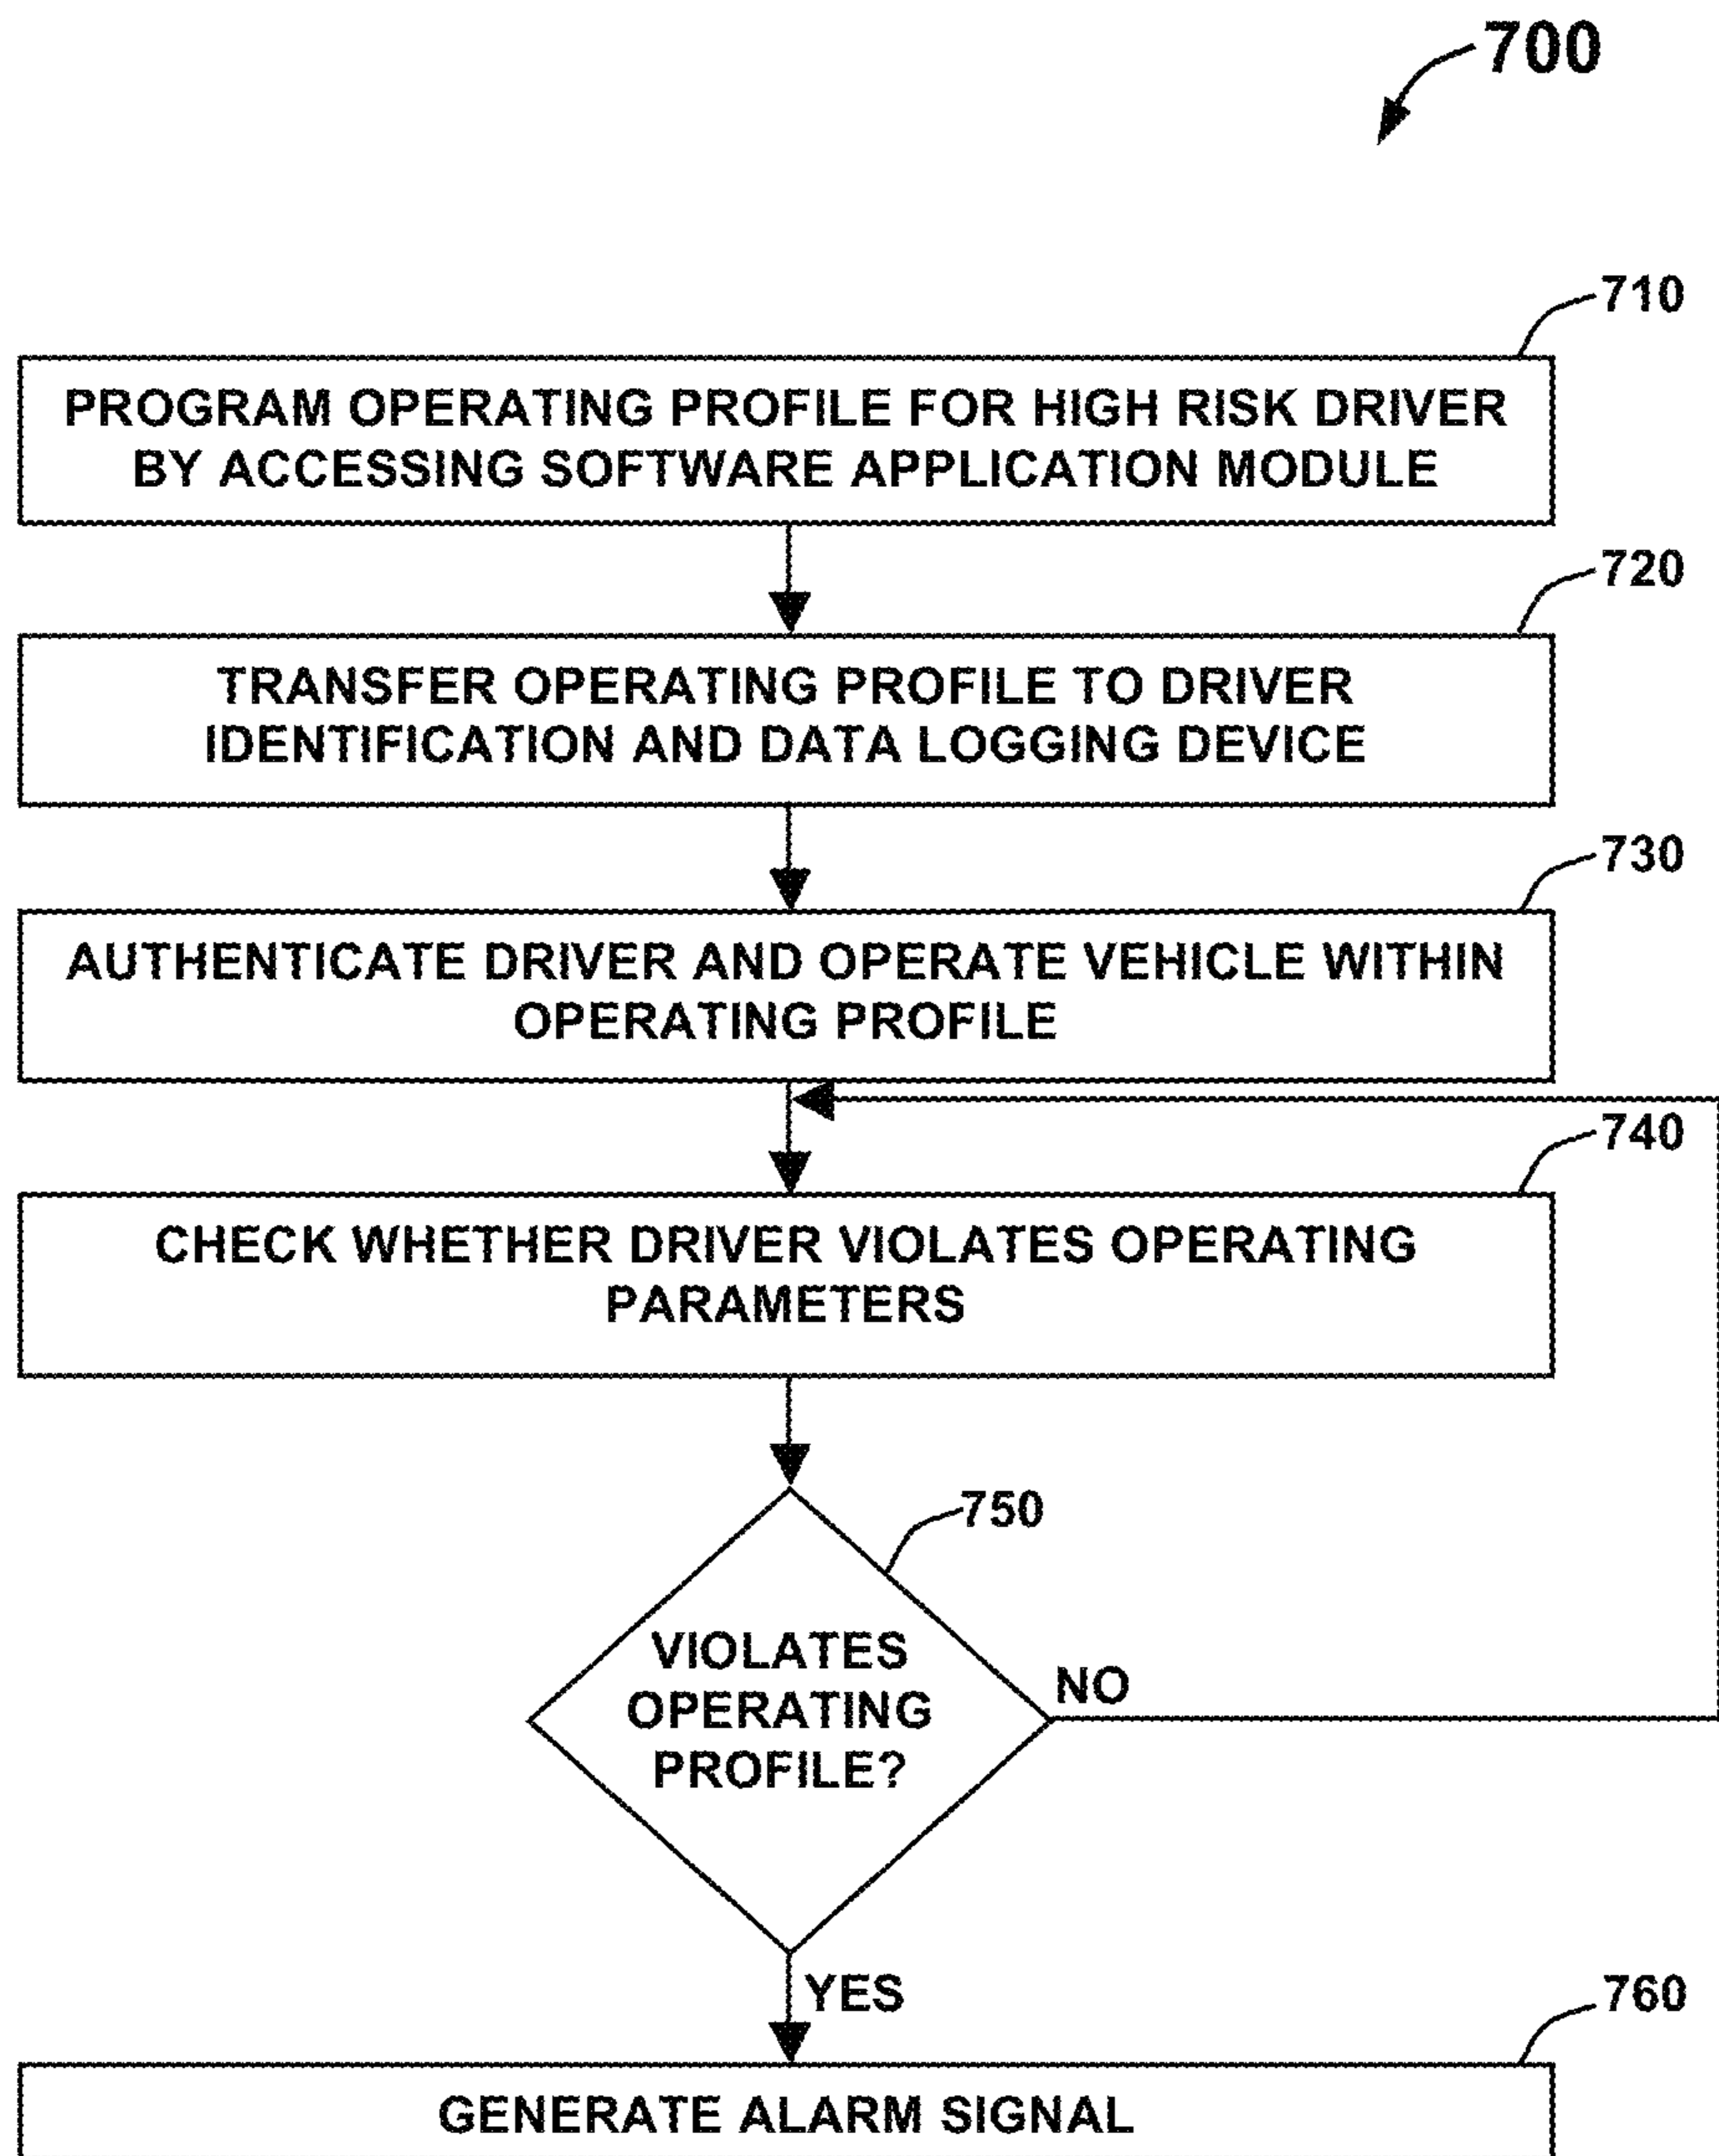 700
710
PROGRAM OPERATING PROFILE FOR HIGH RISK DRIVER
BY ACCESSING SOFTWARE APPLICATION MODULE
720
TRANSFER OPERATING PROFILE TO DRIVER
IDENTIFICATION AND DATA LOGGING DEVICE
730
AUTHENTICATE DRIVER AND OPERATE VEHICLE WITHIN
OPERATING PROFILE
740
CHECK WHETHER DRIVER VIOLATES OPERATING
PARAMETERS
750
VIOLATES
OPERATING
PROFILE?
NO
YES
760
GENERATE ALARM SIGNAL